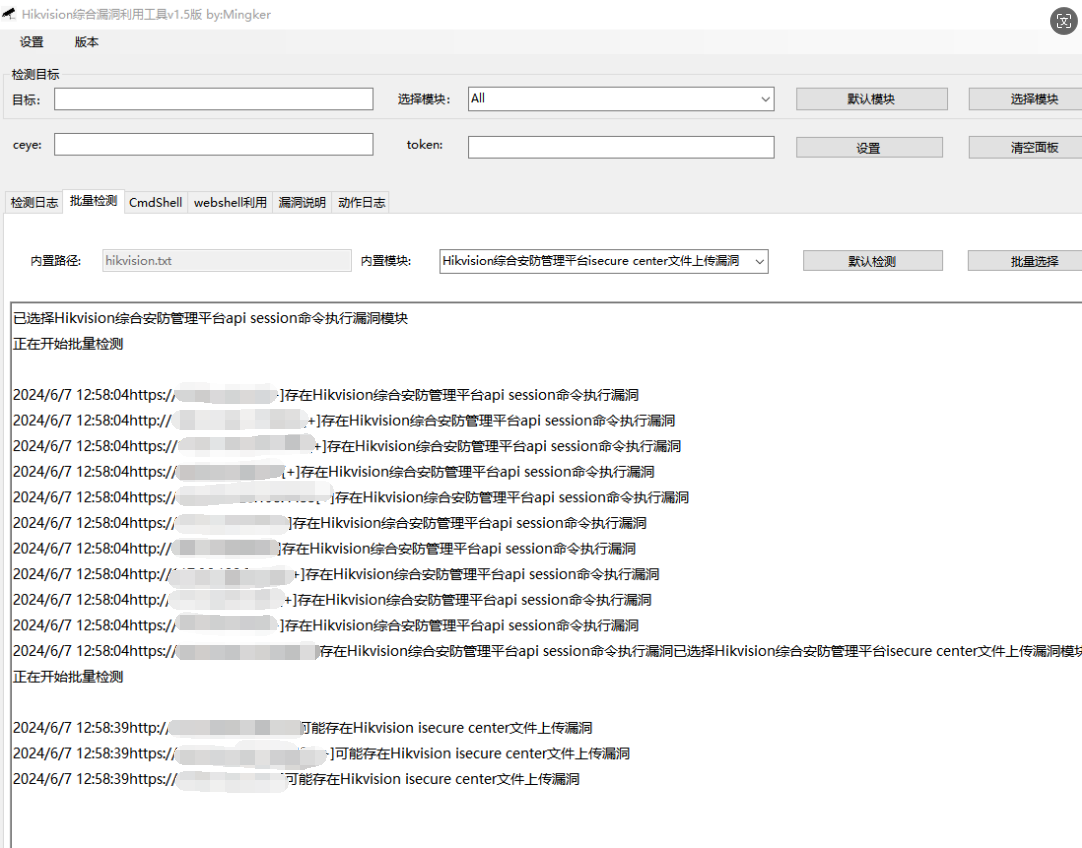 Hikvision综合漏洞利用工具v1.5版 by:Mingker
设置 版本
检测目标
目标: 选择模块: All 默认模块 选择模块
ceye: token: 设置 清空面板
检测日志 批量检测 CmdShell webshell利用 漏洞说明 动作日志
内置路径: hikvision.txt 内置模块: Hikvision综合安防管理平台isecure center文件上传漏洞 默认检测 批量选择
已选择Hikvision综合安防管理平台api session命令执行漏洞模块
正在开始批量检测
2024/6/7 12:58:04https:// ]存在Hikvision综合安防管理平台api session命令执行漏洞
2024/6/7 12:58:04http:// +]存在Hikvision综合安防管理平台api session命令执行漏洞
2024/6/7 12:58:04https:// +]存在Hikvision综合安防管理平台api session命令执行漏洞
2024/6/7 12:58:04https:// [+]存在Hikvision综合安防管理平台api session命令执行漏洞
2024/6/7 12:58:04https:// ]存在Hikvision综合安防管理平台api session命令执行漏洞
2024/6/7 12:58:04https:// ]存在Hikvision综合安防管理平台api session命令执行漏洞
2024/6/7 12:58:04http:// ]存在Hikvision综合安防管理平台api session命令执行漏洞
2024/6/7 12:58:04http:// +]存在Hikvision综合安防管理平台api session命令执行漏洞
2024/6/7 12:58:04http:// +]存在Hikvision综合安防管理平台api session命令执行漏洞
2024/6/7 12:58:04https:// ]存在Hikvision综合安防管理平台api session命令执行漏洞
2024/6/7 12:58:04https:// 存在Hikvision综合安防管理平台api session命令执行漏洞已选择Hikvision综合安防管理平台isecure center文件上传漏洞模块
正在开始批量检测
2024/6/7 12:58:39http:// 可能存在Hikvision isecure center文件上传漏洞
2024/6/7 12:58:39https:// ]可能存在Hikvision isecure center文件上传漏洞
2024/6/7 12:58:39https:// 可能存在Hikvision isecure center文件上传漏洞